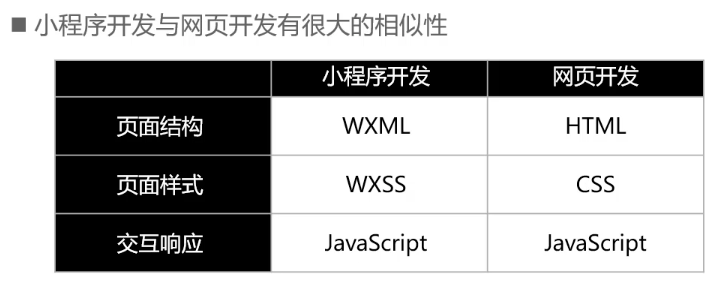 ■ 小程序开发与网页开发有很大的相似性
小程序开发 网页开发
页面结构 WXML HTML
页面样式 WXSS CSS
交互响应 JavaScript JavaScript